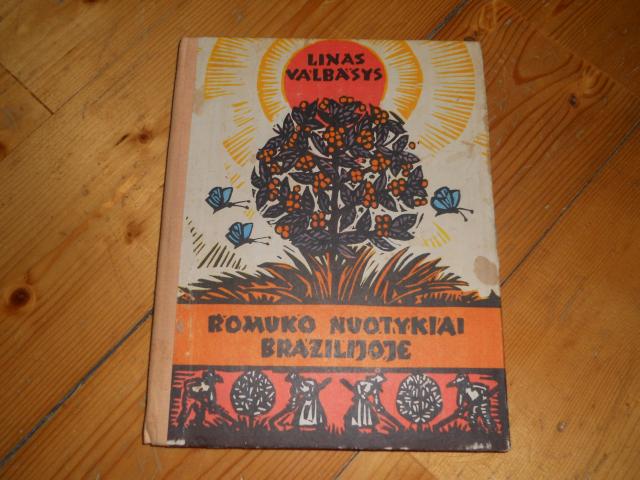 LINAS
VALBASYS
ROMUKO NUOTYKIAI
BRAZILIJOJE